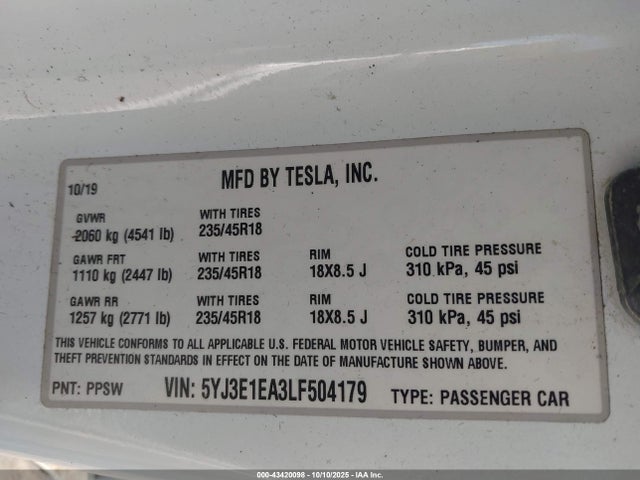 10/19
MFD BY TESLA, INC.
GVWR WITH TIRES
2060 kg (4541 lb) 235/45R18
GAWR FRT WITH TIRES RIM COLD TIRE PRESSURE
1110 kg (2447 lb) 235/45R18 18X8.5 J 310 kPa, 45 psi
GAWR RR WITH TIRES RIM COLD TIRE PRESSURE
1257 kg (2771 lb) 235/45R18 18X8.5 J 310 kPa, 45 psi
THIS VEHICLE CONFORMS TO ALL APPLICABLE U.S. FEDERAL MOTOR VEHICLE SAFETY, BUMPER, AND
THEFT PREVENTION STANDARDS IN EFFECT ON THE DATE OF MANUFACTURE SHOWN ABOVE.
PNT: PPSW VIN: 5YJ3E1EA3LF504179 TYPE: PASSENGER CAR
000-43420098 - 10/10/2025 - IAA Inc.